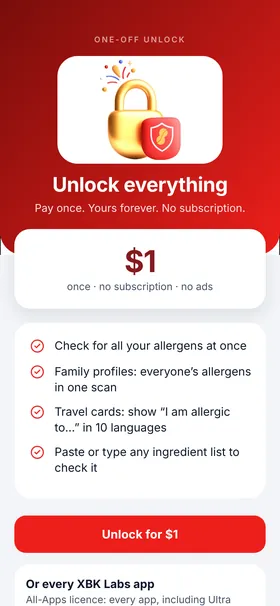 ONE-OFF UNLOCK
Unlock everything
Pay once. Yours forever. No subscription.
$1
once · no subscription · no ads
Check for all your allergens at once
Family profiles: everyone’s allergens
in one scan
Travel cards: show “I am allergic
to…” in 10 languages
Paste or type any ingredient list to
check it
Unlock for $1
Or every XBK Labs app
All-Apps licence: every app, including Ultra